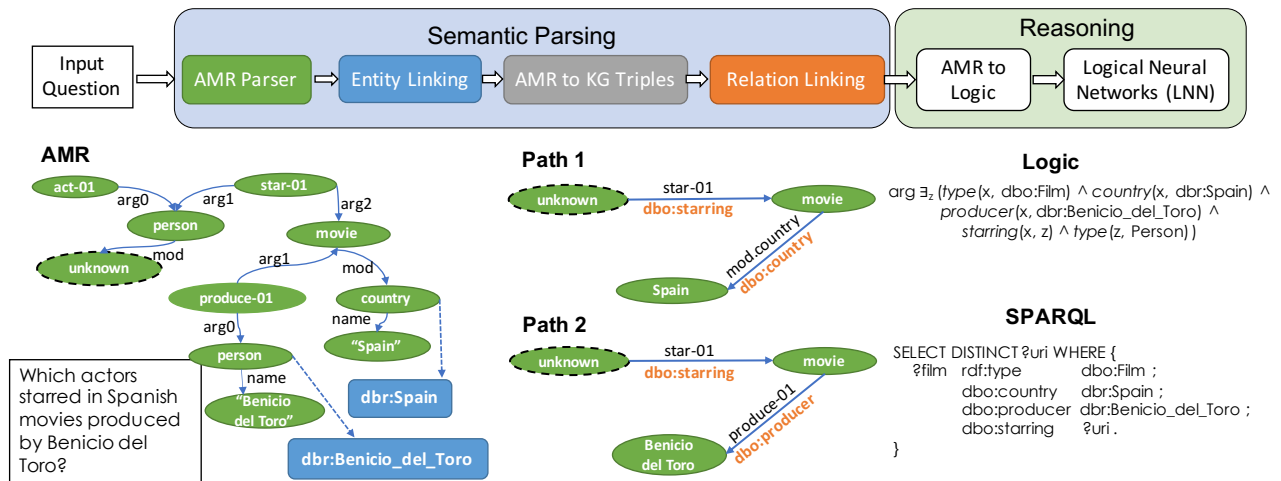 Semantic Parsing
Reasoning
Input
Question
AMR Parser
Entity Linking
AMR to KG Triples
Relation Linking
AMR to
Logic
Logical Neural
Networks (LNN)
AMR
act-01
star-01
arg0
arg1
arg2
person
movie
mod
unknown
arg1
mod
produce-01
country
arg0
name
person
"Spain"
name
"Benicio
del Toro"
dbr:Spain
dbr:Benicio_del_Toro
Which actors
starred in Spanish
movies produced
by Benicio del
Toro?
Path 1
unknown
star-01
dbo:starring
movie
mod.country
dbo:country
Spain
Path 2
unknown
star-01
dbo:starring
movie
produce-01
dbo:producer
Benicio
del Toro
Logic
arg ∃z (type(x, dbo:Film) ^ country(x, dbr:Spain) ^
producer(x, dbr:Benicio_del_Toro) ^
starring(x, z) ^ type(z, Person) )
SPARQL
SELECT DISTINCT ?uri WHERE {
?film rdf:type dbo:Film ;
dbo:country dbr:Spain ;
dbo:producer dbr:Benicio_del_Toro ;
dbo:starring ?uri .
}